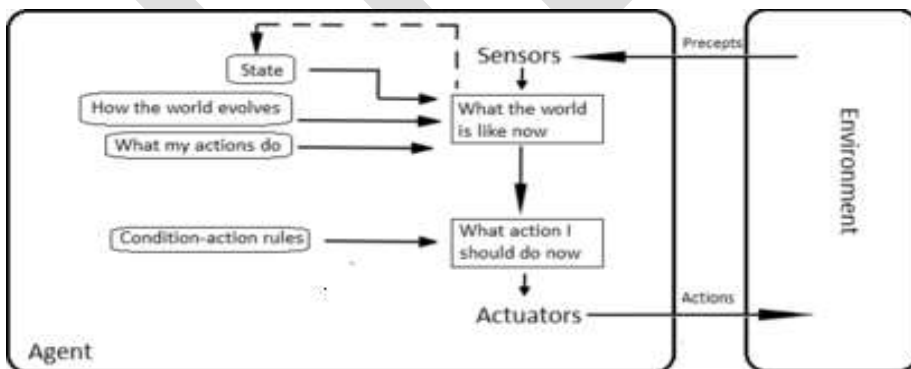 Sensors
Precepts
State
How the world evolves
What the world
is like now
What my actions do
Environment
Condition-action rules
What action I
should do now
Actuators
Actions
Agent